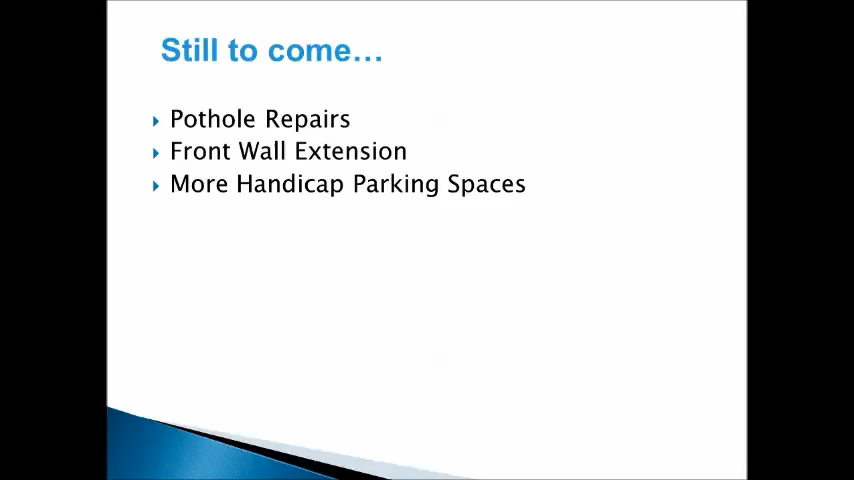 Still to come…
Pothole Repairs
Front Wall Extension
More Handicap Parking Spaces